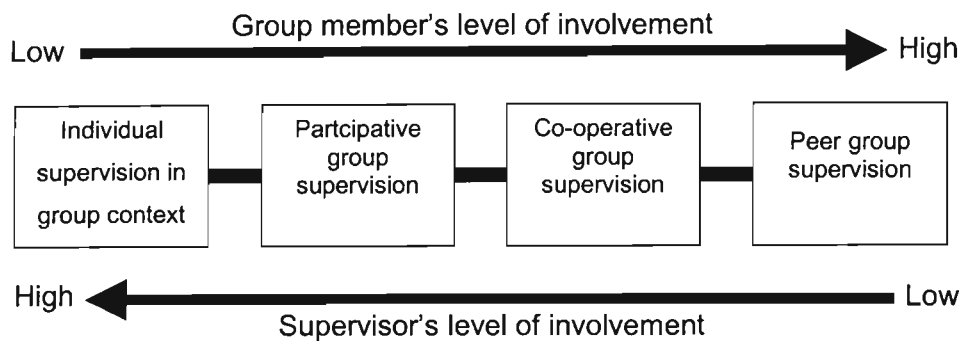 Group member's level of involvement
Low
High
Individual
supervision in
group context
Partcipative
group
supervision
Co-operative
group
supervision
Peer group
supervision
High
Low
Supervisor's level of involvement